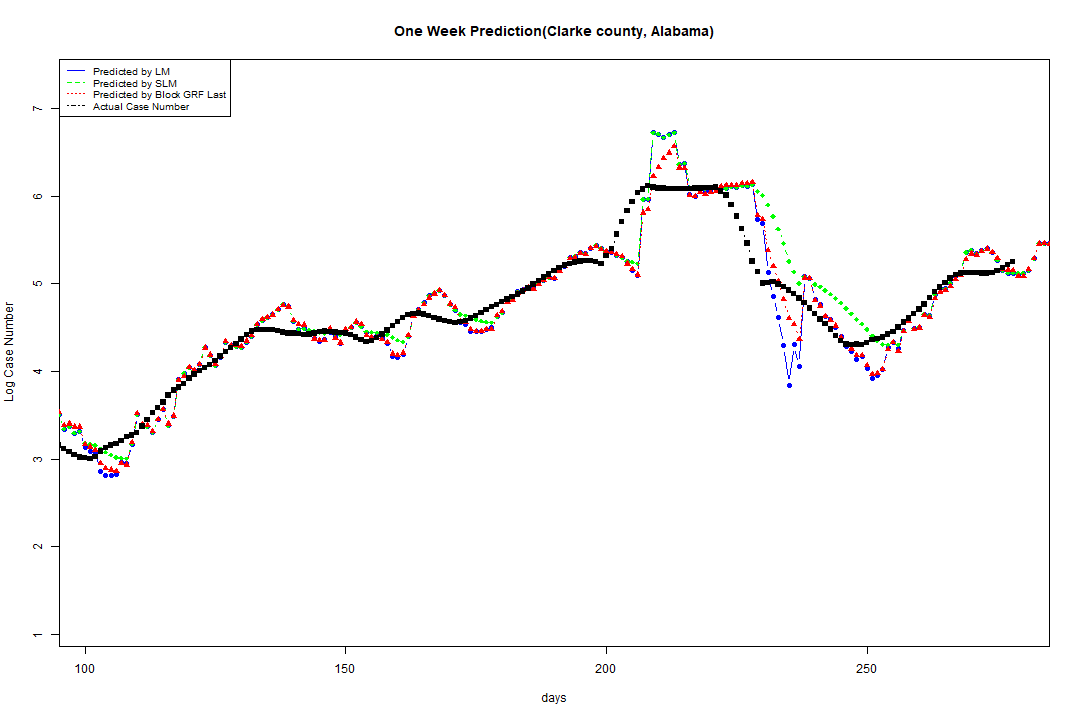 One Week Prediction(Clarke county, Alabama)
Predicted by LM
Predicted by SLM
Predicted by Block GRF Last
Actual Case Number
7
6
5
4
3
2
1
Log Case Number
100 150 200 250
days